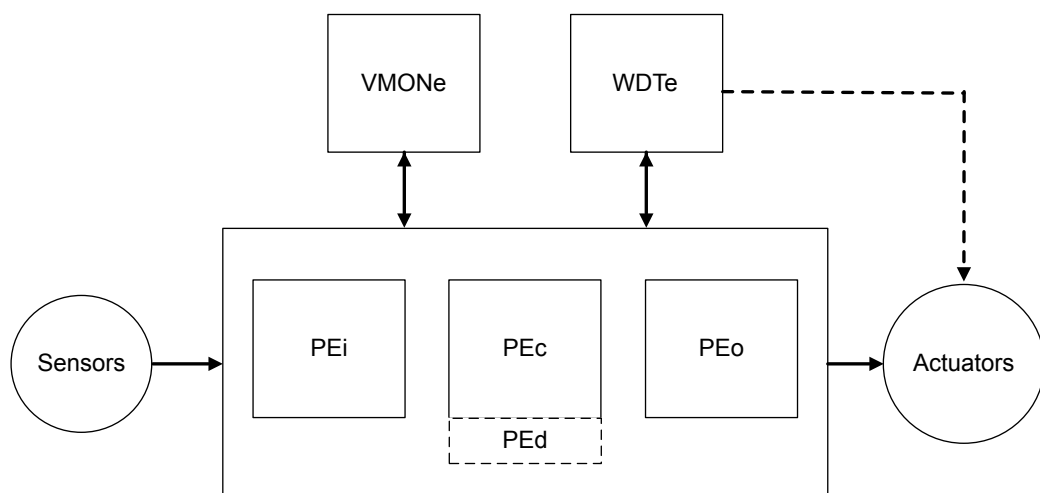 VMONe
WDTe
Sensors
PEi
PEc
PEo
Actuators
PEd